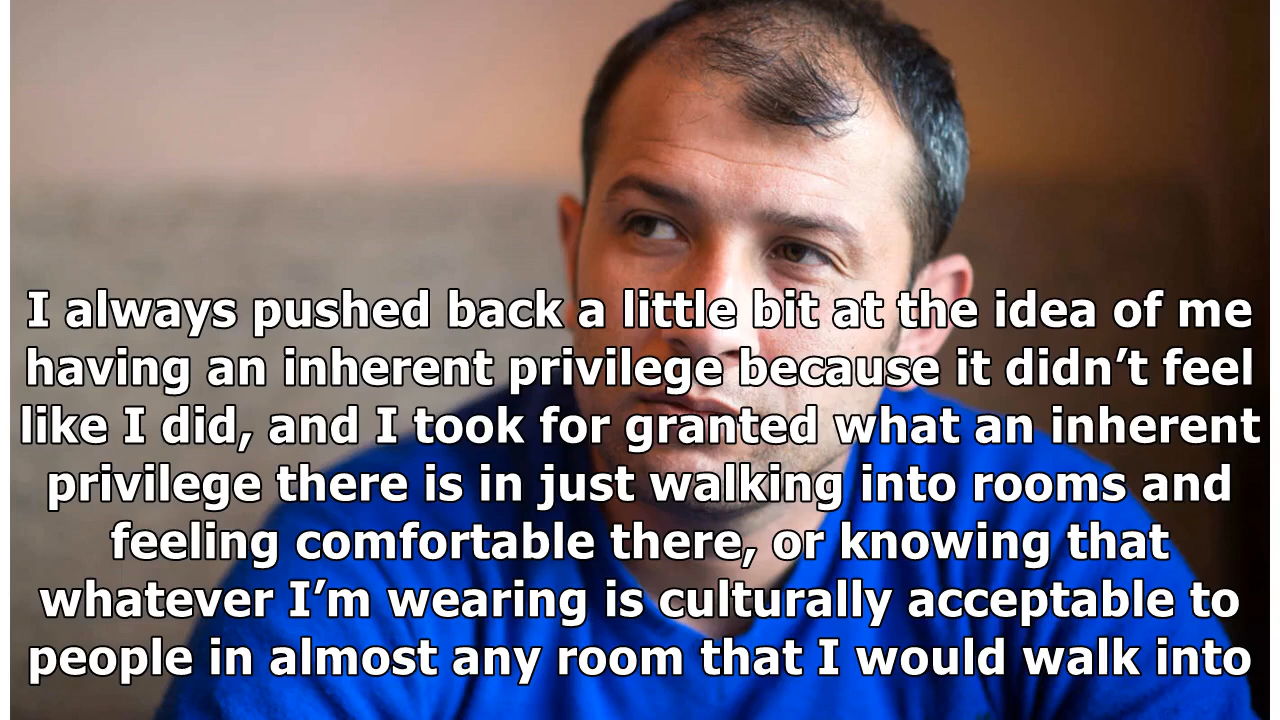 I always pushed back a little bit at the idea of me
having an inherent privilege because it didn’t feel
like I did, and I took for granted what an inherent
privilege there is in just walking into rooms and
feeling comfortable there, or knowing that
whatever I’m wearing is culturally acceptable to
people in almost any room that I would walk into